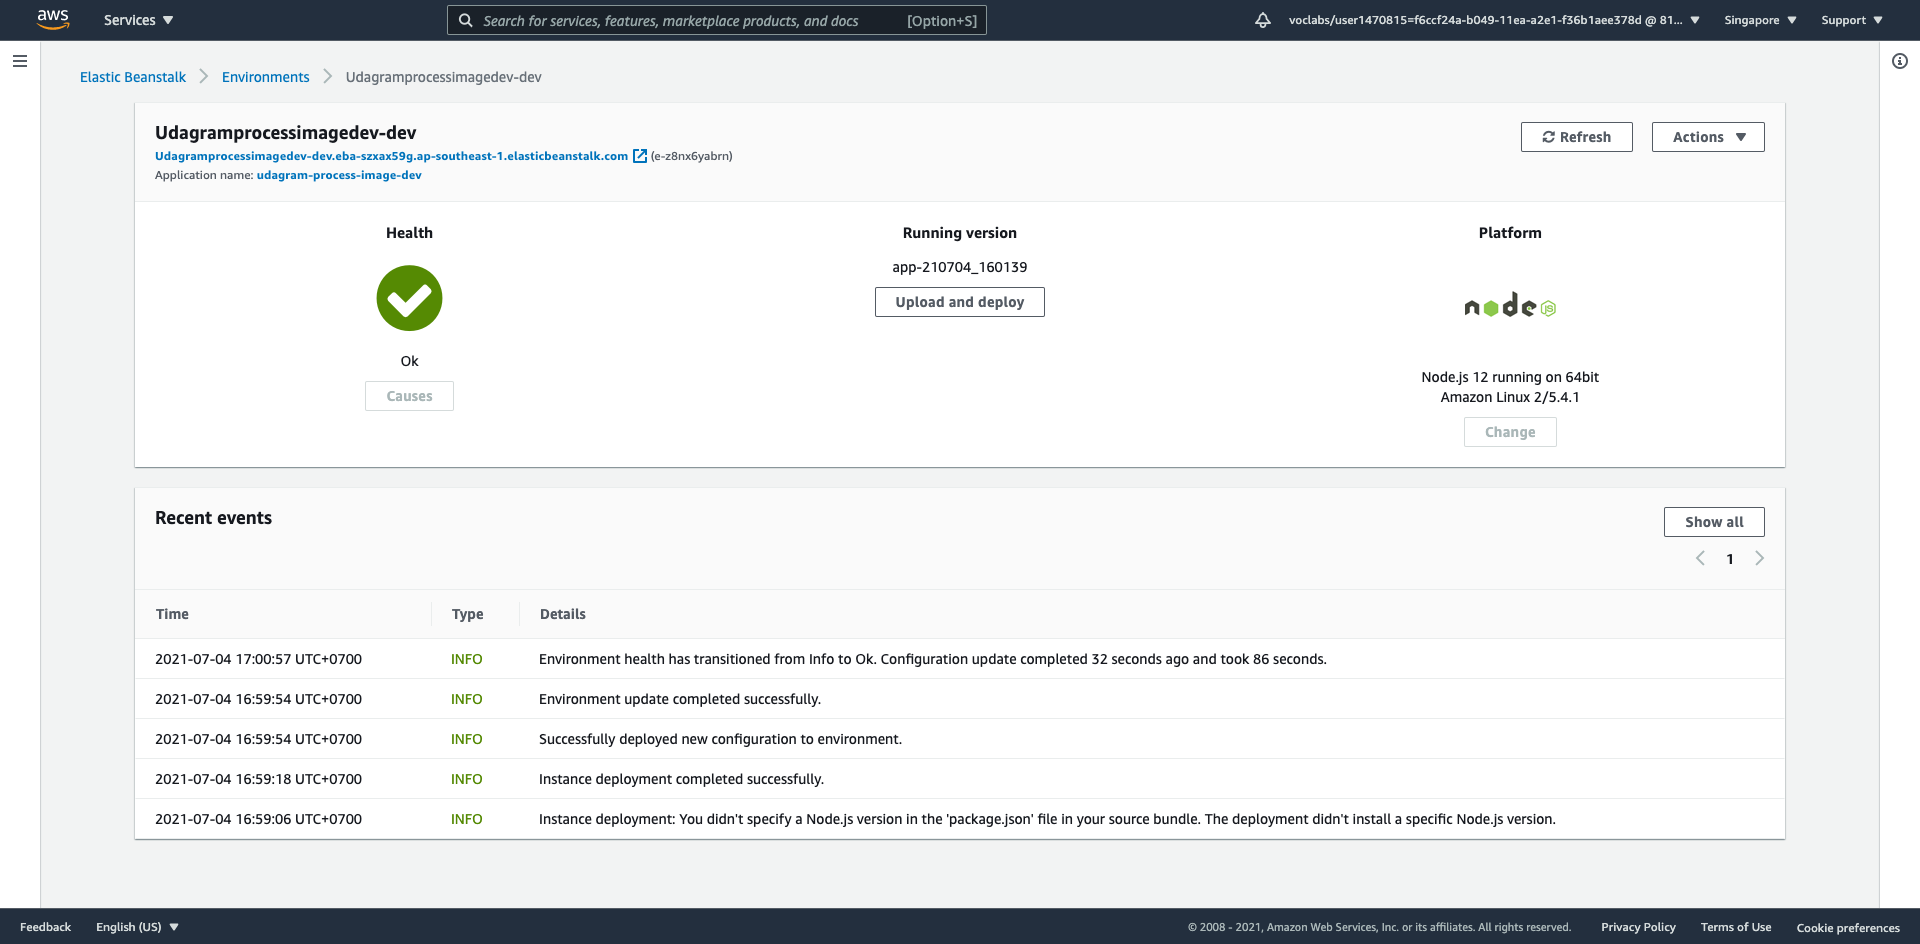 aws
Services
Search for services, features, marketplace products, and docs [Option+S]
voclabs/user1470815=f6ccf24a-b049-11ea-a2e1-f36b1aee378d @ 81...
Singapore
Support
Elastic Beanstalk
Environments
Udagramprocessimagedev-dev
Udagramprocessimagedev-dev
Udagramprocessimagedev-dev.eba-szxax59g.ap-southeast-1.elasticbeanstalk.com (e-z8nx6yabrn)
Application name: udagram-process-image-dev
Refresh
Actions
Health
Ok
Causes
Running version
app-210704_160139
Upload and deploy
Platform
node JS
Node.js 12 running on 64bit
Amazon Linux 2/5.4.1
Change
Recent events
Show all
1
Time Type Details
2021-07-04 17:00:57 UTC+0700 INFO Environment health has transitioned from Info to Ok. Configuration update completed 32 seconds ago and took 86 seconds.
2021-07-04 16:59:54 UTC+0700 INFO Environment update completed successfully.
2021-07-04 16:59:54 UTC+0700 INFO Successfully deployed new configuration to environment.
2021-07-04 16:59:18 UTC+0700 INFO Instance deployment completed successfully.
2021-07-04 16:59:06 UTC+0700 INFO Instance deployment: You didn't specify a Node.js version in the 'package.json' file in your source bundle. The deployment didn't install a specific Node.js version.
Feedback
English (US)
© 2008 - 2021, Amazon Web Services, Inc. or its affiliates. All rights reserved.
Privacy Policy
Terms of Use
Cookie preferences